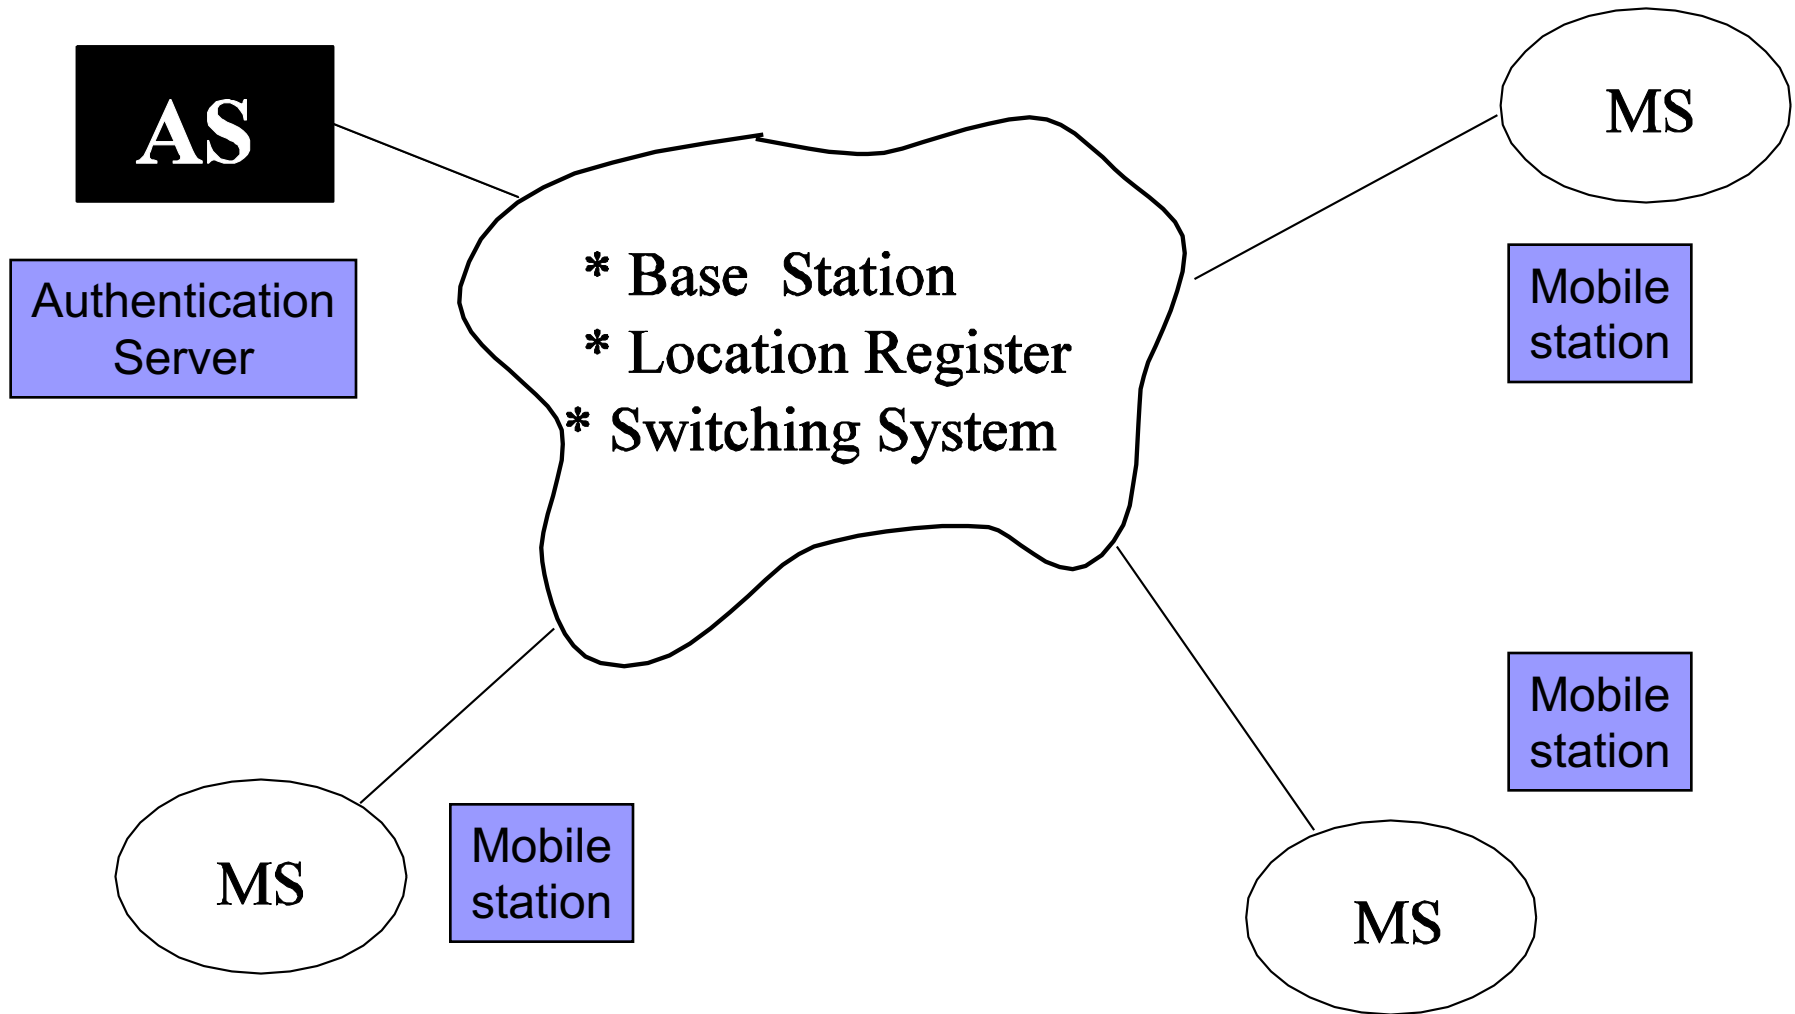 AS
Authentication
Server
* Base Station
* Location Register
* Switching System
MS
Mobile
station
Mobile
station
MS
MS
Mobile
station